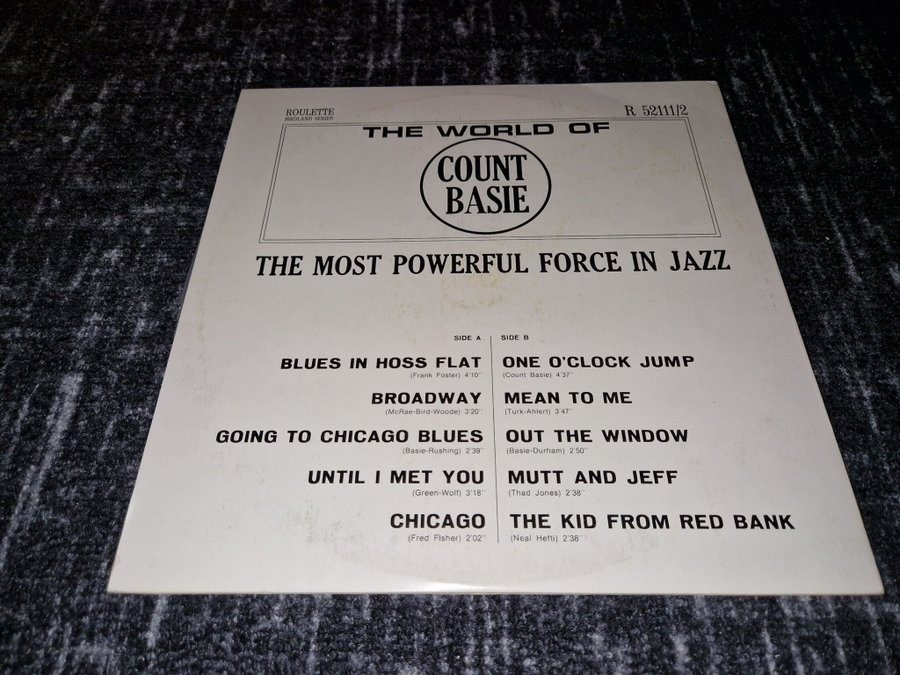 ROULETTE
BIRDLAND SERIES
R 52111/2
THE WORLD OF
COUNT
BASIE
THE MOST POWERFUL FORCE IN JAZZ
SIDE A
BLUES IN HOSS FLAT
(Frank Foster) 4'10''
BROADWAY
(McRae-Bird-Woode) 3'20''
GOING TO CHICAGO BLUES
(Basie-Rushing) 2'39''
UNTIL I MET YOU
(Green-Wolf) 3'18''
CHICAGO
(Fred Fisher) 2'02''
SIDE B
ONE O'CLOCK JUMP
(Count Basie) 4'37''
MEAN TO ME
(Turk-Ahlert) 3'47''
OUT THE WINDOW
(Basie-Durham) 2'50''
MUTT AND JEFF
(Thad Jones) 2'38''
THE KID FROM RED BANK
(Neal Hefti) 2'38''